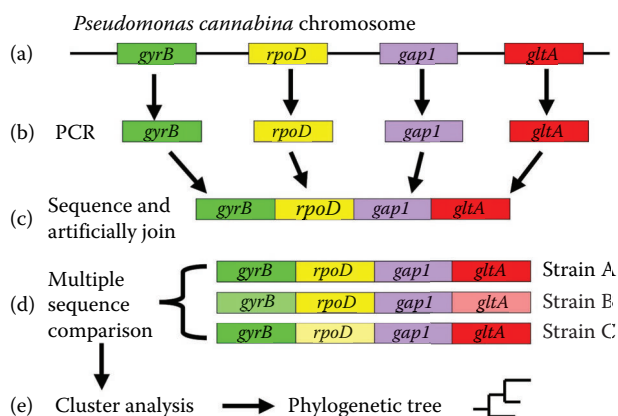 Pseudomonas cannabina chromosome
(a) gyrB rpoD gap1 gltA
(b) PCR gyrB rpoD gap1 gltA
(c) Sequence and
artificially join
gyrB rpoD gap1 gltA
(d) Multiple
sequence
comparison
gyrB rpoD gap1 gltA Strain A
gyrB rpoD gap1 gltA Strain B
gyrB rpoD gap1 gltA Strain C
(e) Cluster analysis Phylogenetic tree